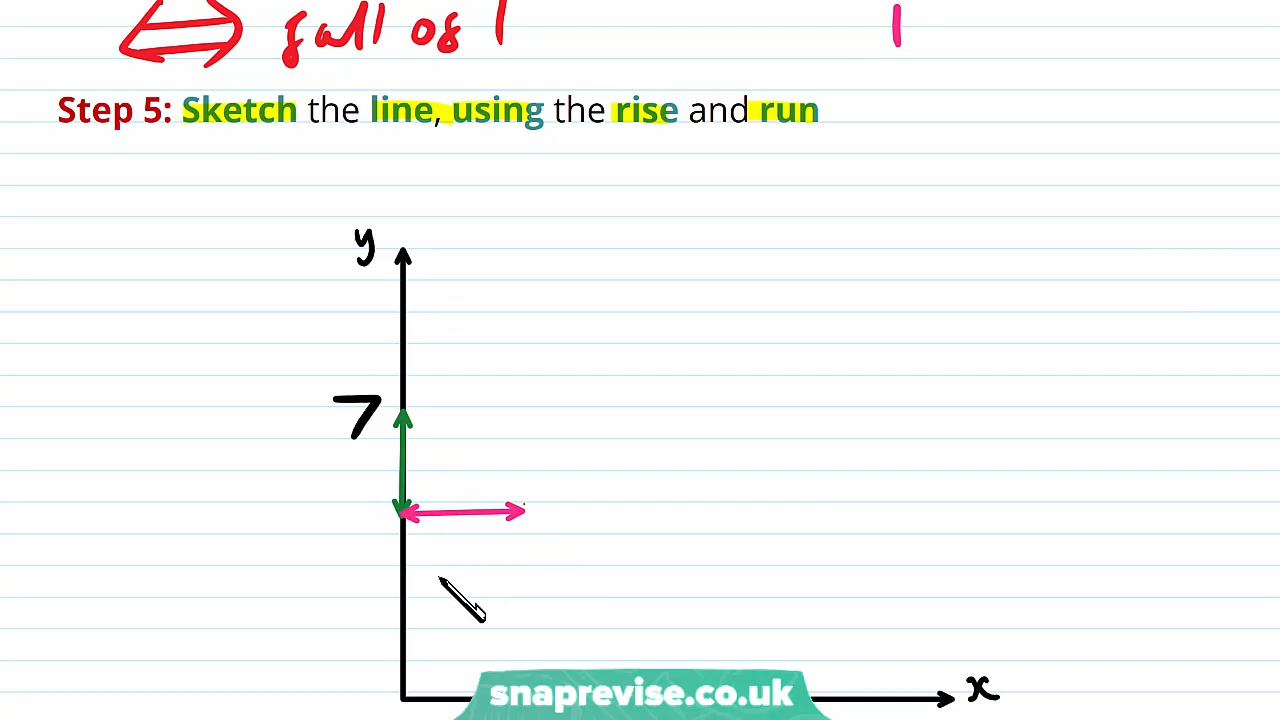 fall of 1
1
Step 5: Sketch the line, using the rise and run
y
7
x
snaprevise.co.uk